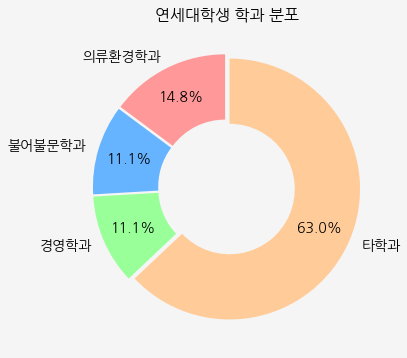 연세대학생 학과 분포
의류환경학과
14.8%
불어불문학과
11.1%
경영학과
11.1%
63.0%
타학과